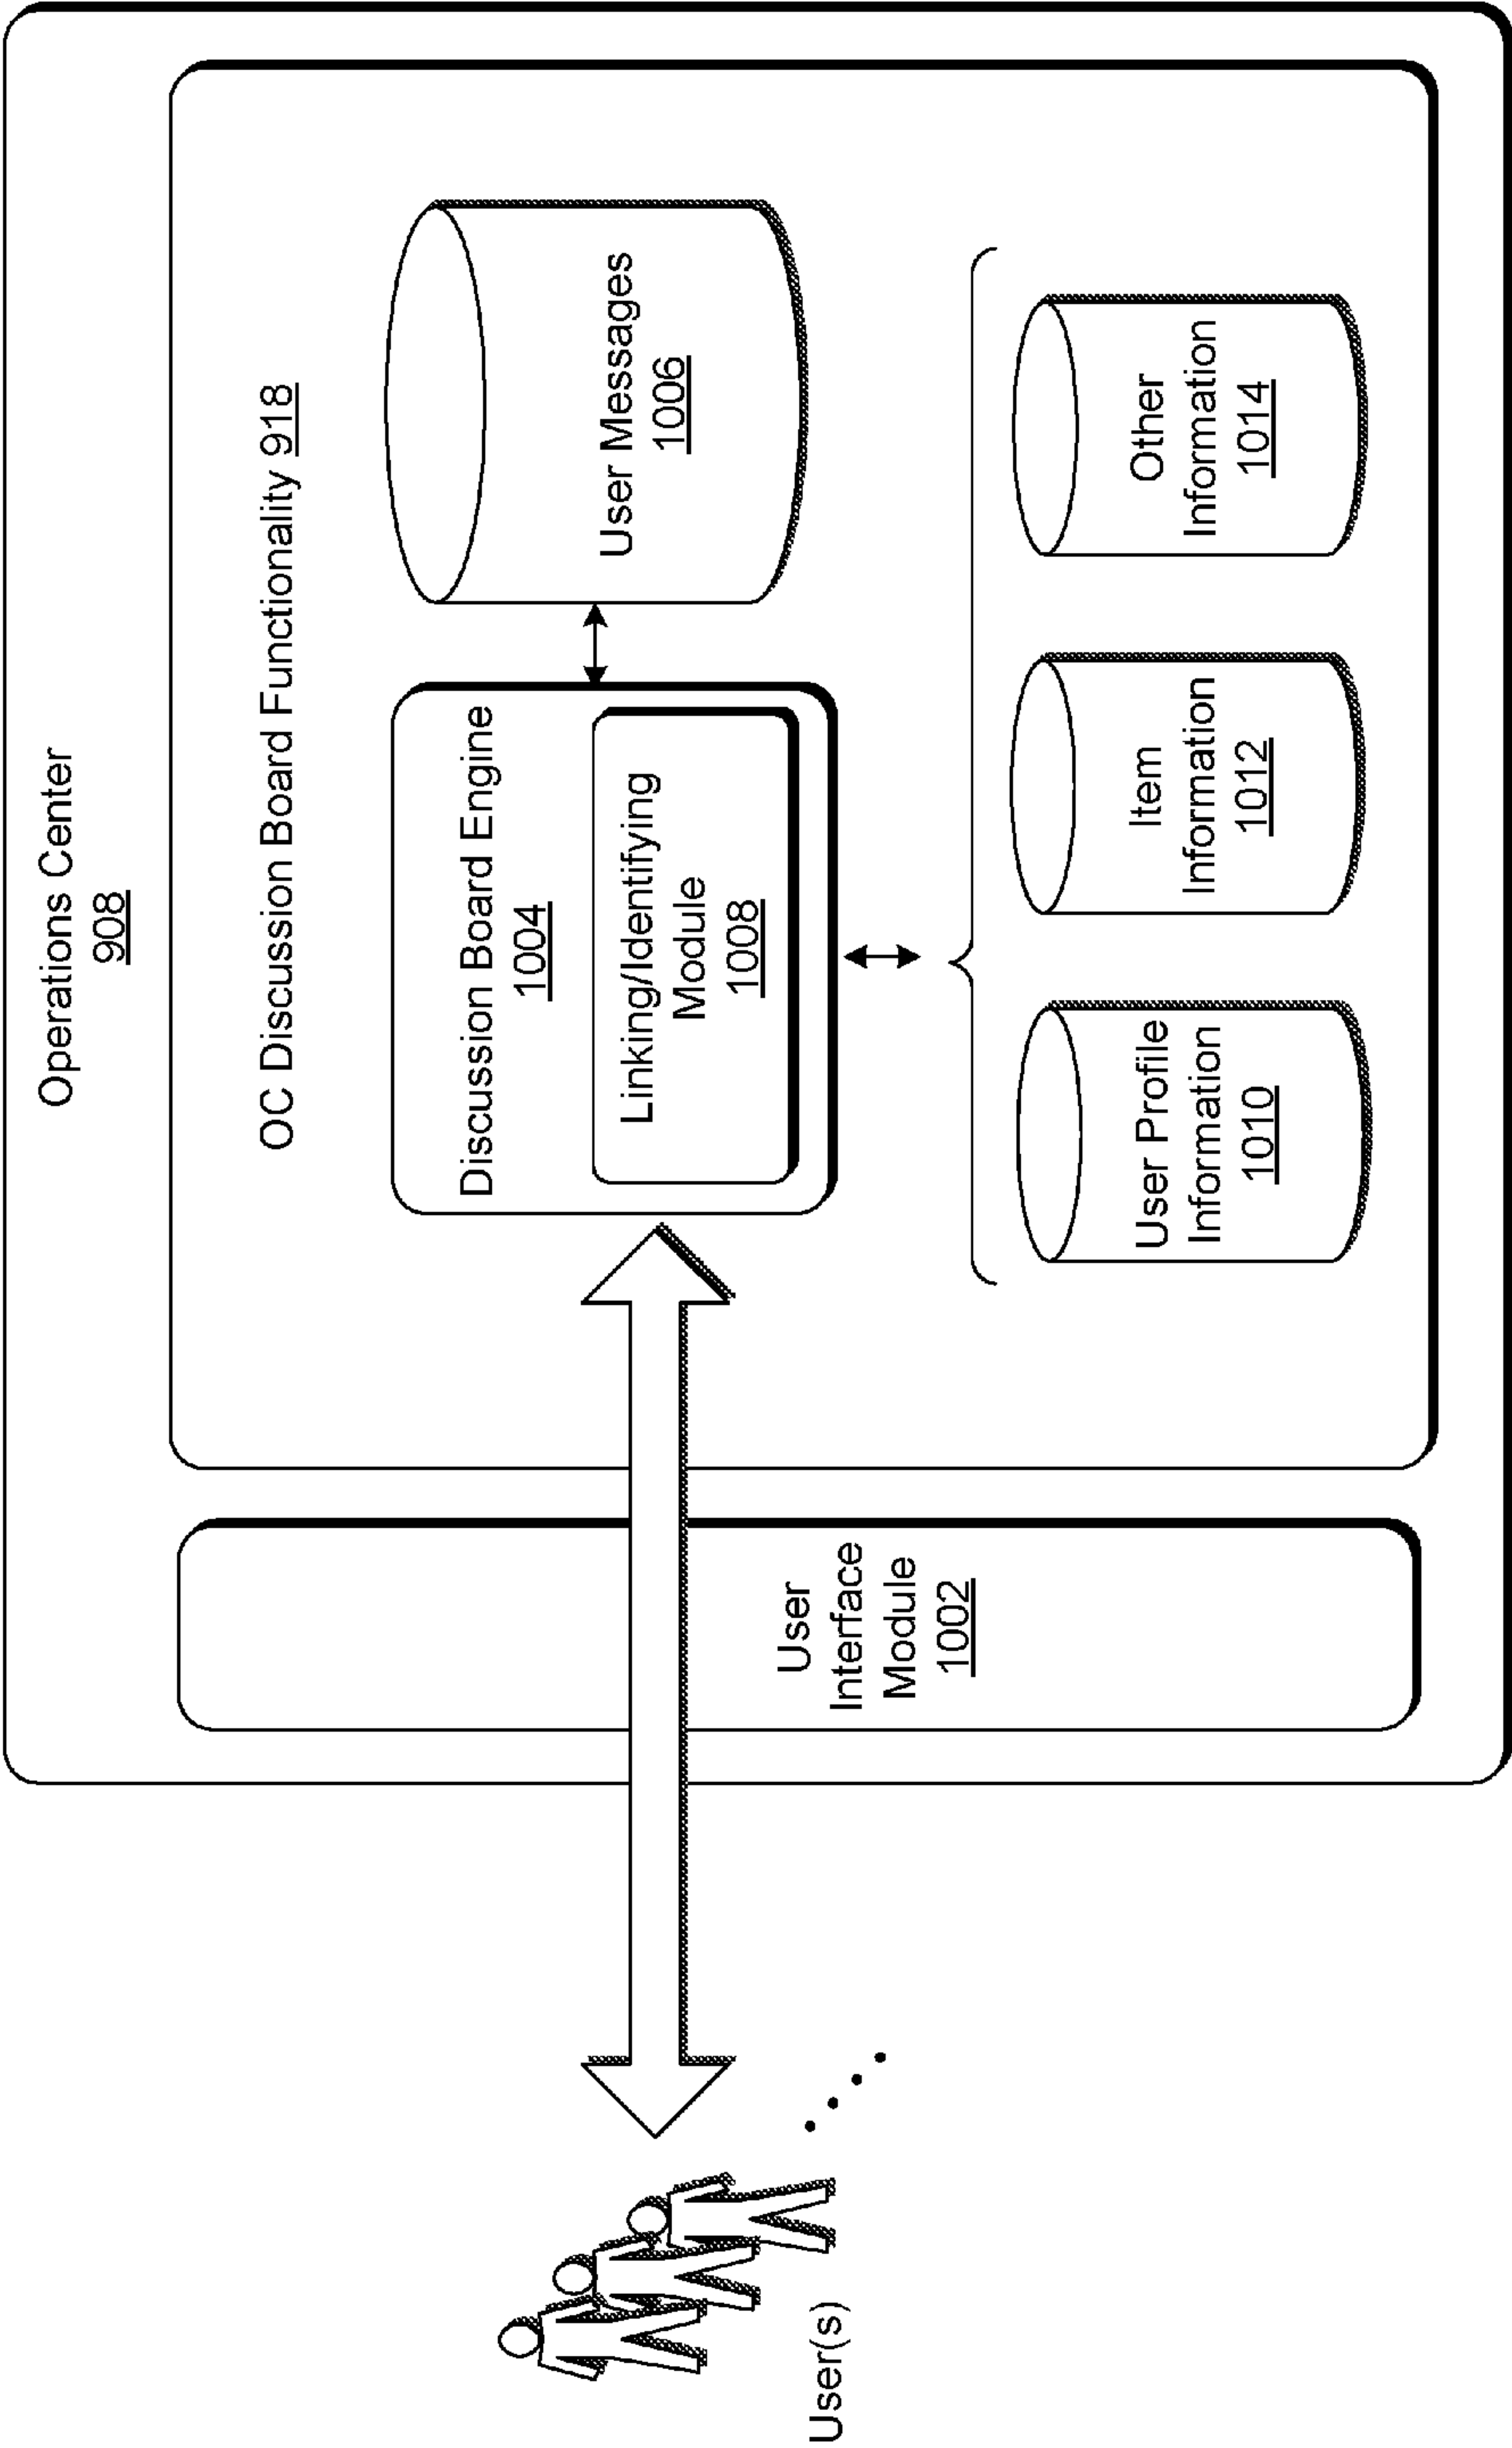 Operations Center
908
OC Discussion Board Functionality 918
Discussion Board Engine
1004
Linking/Identifying
Module
1008
User Messages
1006
User
Interface
Module
1002
User Profile
Information
1010
Item
Information
1012
Other
Information
1014
User(s)